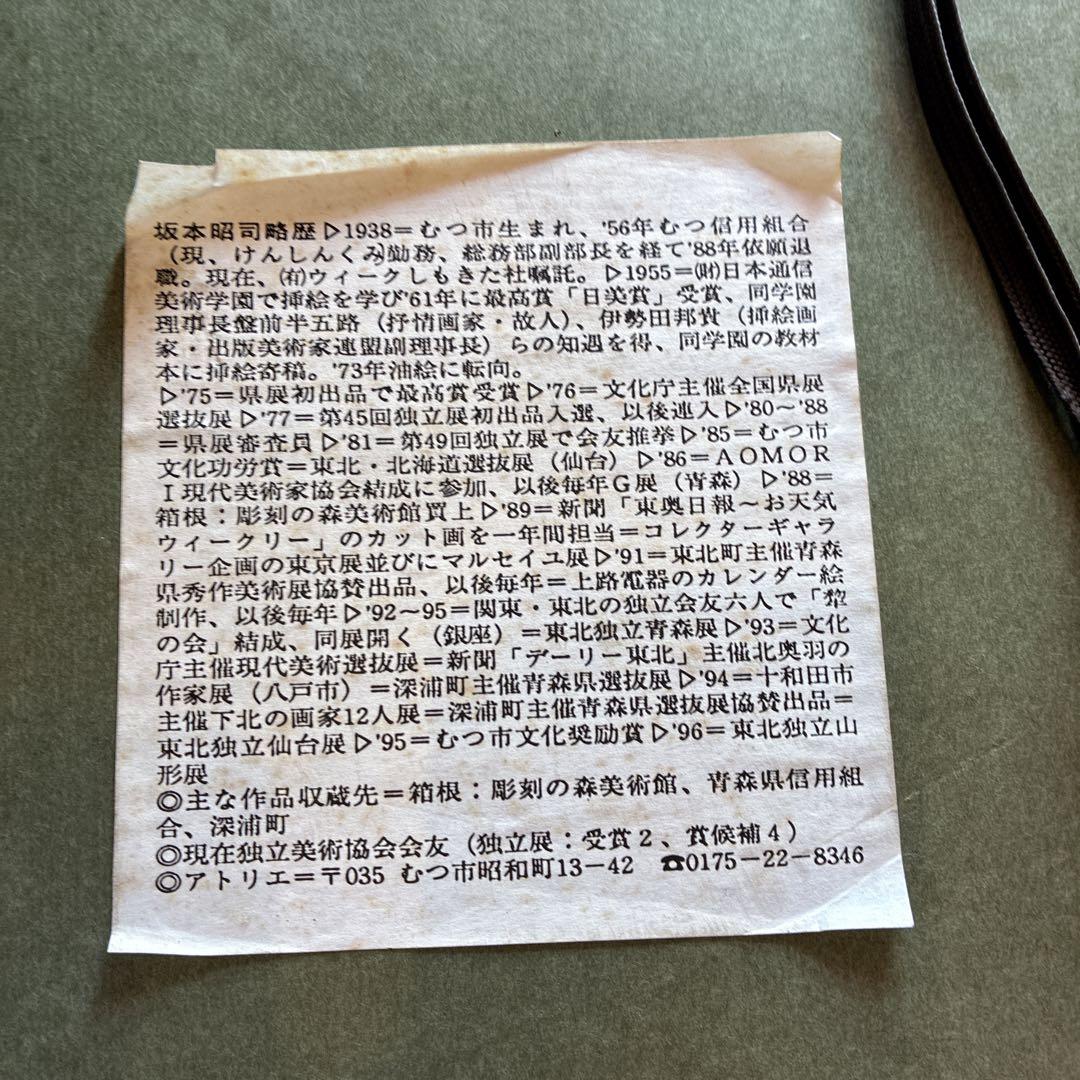 坂本昭司略歴▷1938＝むつ市生まれ、'56年むつ信用組合
（現、けんしんくみ)勤務、総務部副部長を経て'88年依願退
職。現在、㈲ウィークしもきた社嘱託。▷1955＝㈶日本通信
美術学園で挿絵を学び'61年に最高賞「日美賞」受賞、同学園
理事長盤前半五路（抒情画家・故人）、伊勢田邦貴（挿絵画
家・出版美術家連盟副理事長）らの知遇を得、同学園の教材
本に挿絵寄稿。'73年油絵に転向。
▷'75＝県展初出品で最高賞受賞▷'76＝文化庁主催全国県展
選抜展▷'77＝第45回独立展初出品入選、以後連入▷'80～'88
＝県展審査員▷'81＝第49回独立展で会友推挙▷'85＝むつ市
文化功労賞＝東北・北海道選抜展（仙台）▷'86＝ＡＯＭＯＲ
Ｉ現代美術家協会結成に参加、以後毎年Ｇ展（青森）▷'88＝
箱根：彫刻の森美術館買上▷'89＝新聞「東奥日報～お天気
ウィークリー」のカット画を一年間担当＝コレクターギャラ
リー企画の東京展並びにマルセイユ展▷'91＝東北町主催青森
県秀作美術展協賛出品、以後毎年＝上路電器のカレンダー絵
制作、以後毎年▷'92～'95＝関東・東北の独立会友六人で「犂
の会」結成、同展開く（銀座）＝東北独立青森展▷'93＝文化
庁主催現代美術選抜展＝新聞「デーリー東北」主催北奥羽の
作家展（八戸市）＝深浦町主催青森県選抜展▷'94＝十和田市
主催下北の画家12人展＝深浦町主催青森県選抜展協賛出品＝
東北独立仙台展▷'95＝むつ市文化奨励賞▷'96＝東北独立山
形展
◎主な作品収蔵先＝箱根：彫刻の森美術館、青森県信用組
合、深浦町
◎現在独立美術協会会友（独立展：受賞２、賞候補４）
◎アトリエ＝〒035 むつ市昭和町13－42 ☎0175－22－8346